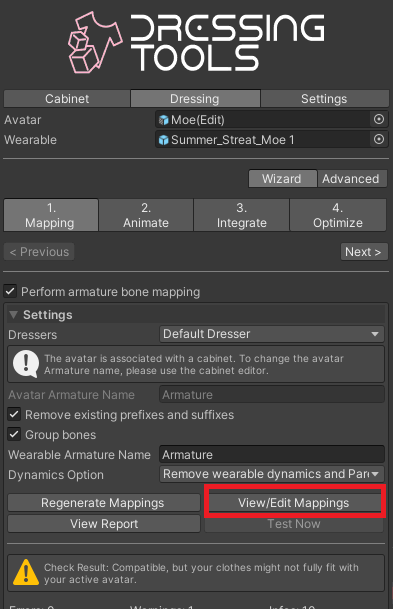 DRESSING
TOOLS
Cabinet Dressing Settings
Avatar Moe(Edit)
Wearable Summer_Streat_Moe 1
Wizard Advanced
1. 2. 3. 4.
Mapping Animate Integrate Optimize
< Previous Next >
Perform armature bone mapping
Settings
Dressers Default Dresser
The avatar is associated with a cabinet. To change the avatar
Armature name, please use the cabinet editor.
Avatar Armature Name Armature
Remove existing prefixes and suffixes
Group bones
Wearable Armature Name Armature
Dynamics Option Remove wearable dynamics and Pare
Regenerate Mappings View/Edit Mappings
View Report Test Now
Check Result: Compatible, but your clothes might not fully fit with
your active avatar.
Errors: 0 Warnings: 1 Infos: 10